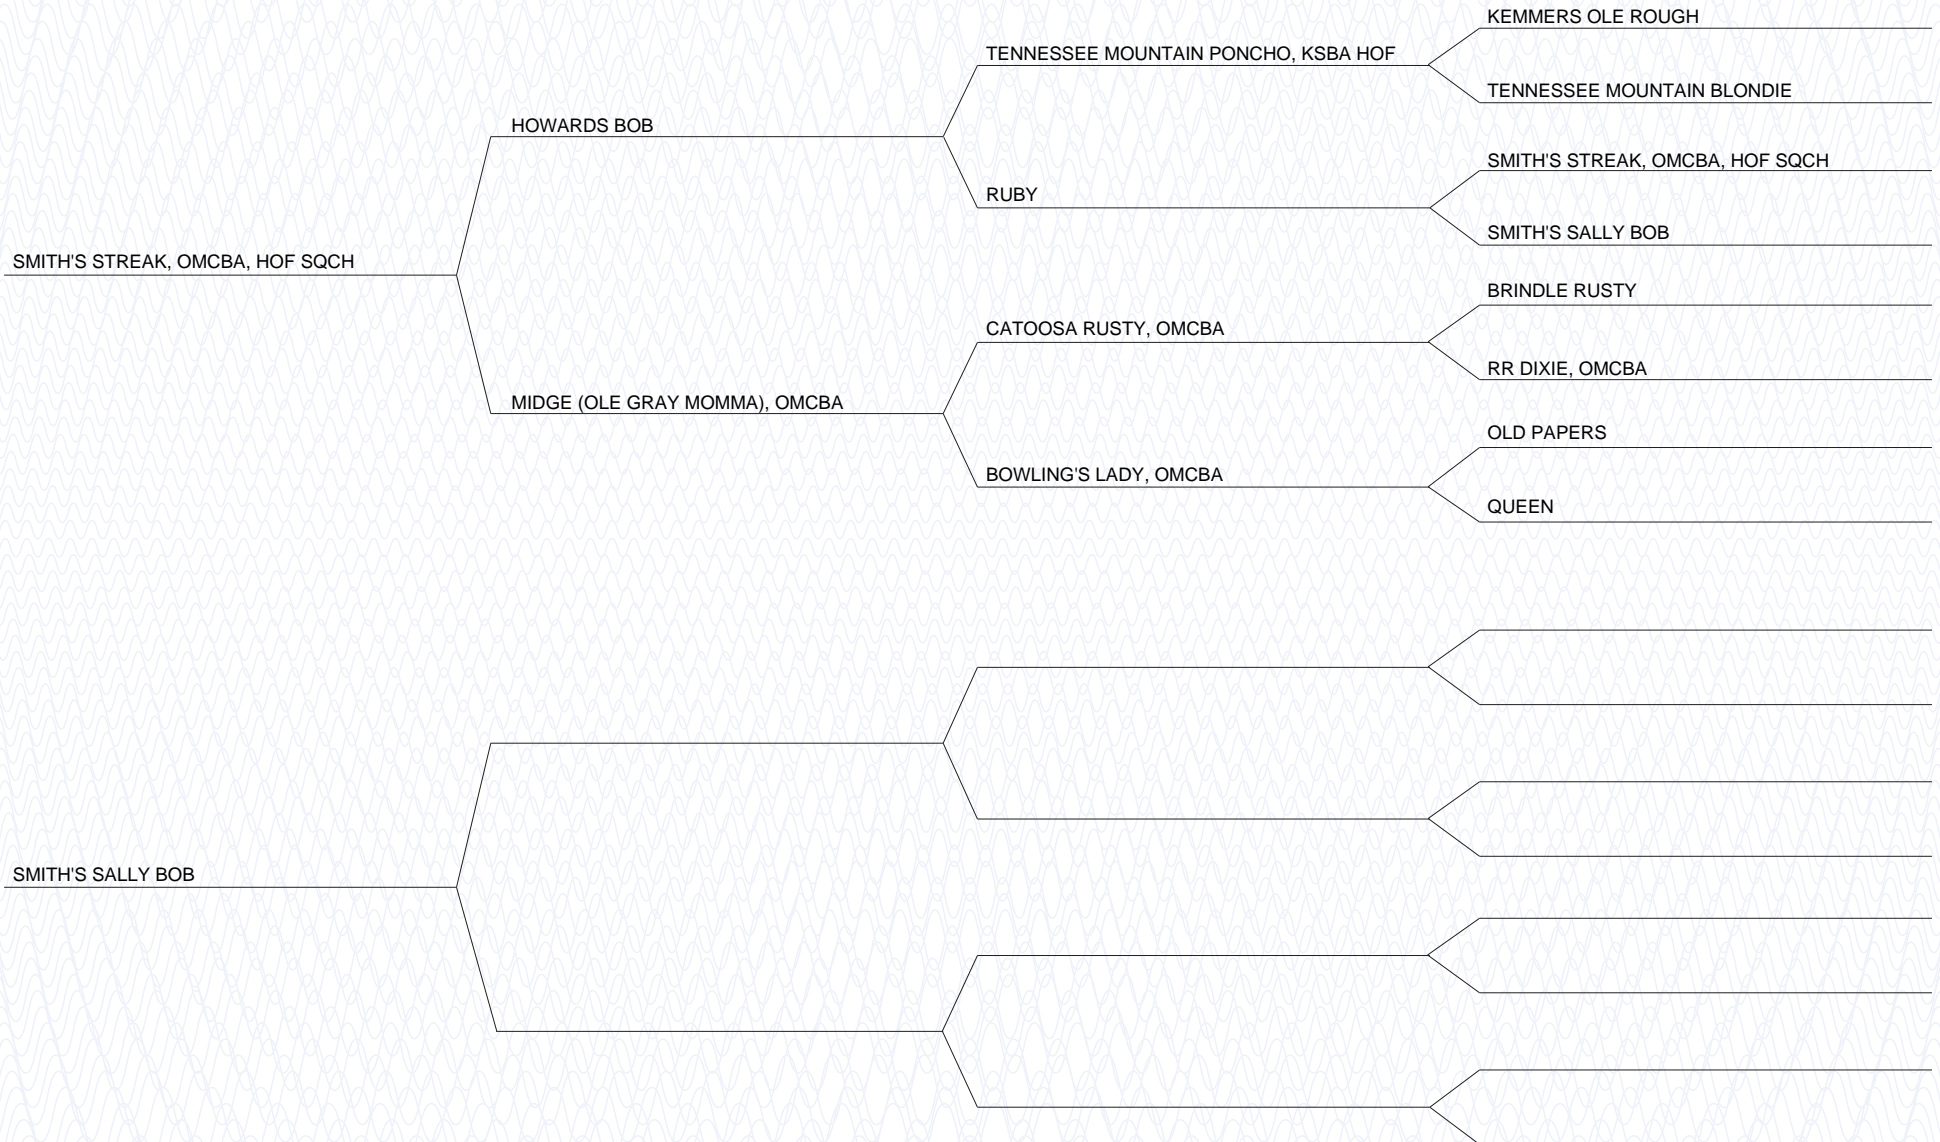 KEMMERS OLE ROUGH
TENNESSEE MOUNTAIN PONCHO, KSBA HOF
TENNESSEE MOUNTAIN BLONDIE
HOWARDS BOB
SMITH'S STREAK, OMCBA, HOF SQCH
RUBY
SMITH'S SALLY BOB
SMITH'S STREAK, OMCBA, HOF SQCH
BRINDLE RUSTY
CATOOSA RUSTY, OMCBA
RR DIXIE, OMCBA
MIDGE (OLE GRAY MOMMA), OMCBA
OLD PAPERS
BOWLING'S LADY, OMCBA
QUEEN
SMITH'S SALLY BOB